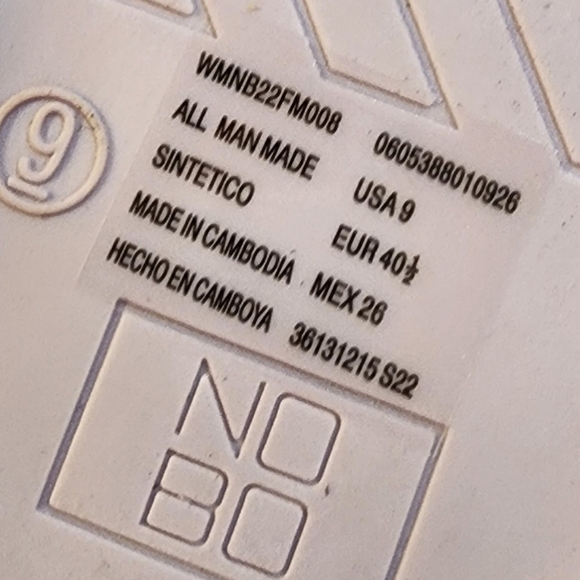 9
WMNB22FM008 0605388010926
ALL MAN MADE USA 9
SINTETICO EUR 40½
MADE IN CAMBODIA MEX 26
HECHO EN CAMBOYA 36131215 S22
NO
BO